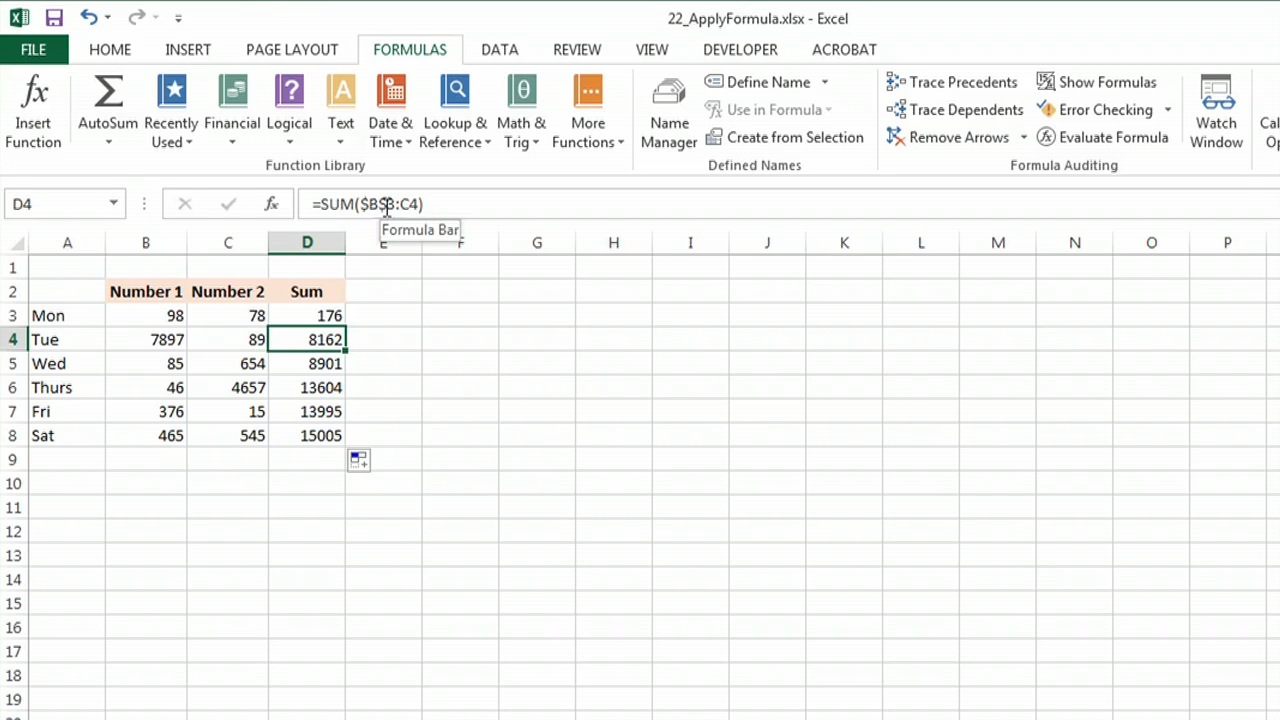 22_ApplyFormula.xlsx - Excel
FILE HOME INSERT PAGE LAYOUT FORMULAS DATA REVIEW VIEW DEVELOPER ACROBAT
fx Insert Function
Σ AutoSum
Recently Used
Financial
? Logical
A Text
Date & Time
Lookup & Reference
θ Math & Trig
More Functions
Function Library
Name Manager
Define Name
Use in Formula
Create from Selection
Defined Names
Trace Precedents
Trace Dependents
Remove Arrows
Show Formulas
Error Checking
Evaluate Formula
Formula Auditing
Watch Window
D4 fx =SUM($B$3:C4)
Formula Bar
A B C D E F G H I J K L M N O P
1
2 Number 1 Number 2 Sum
3 Mon 98 78 176
4 Tue 7897 89 8162
5 Wed 85 654 8901
6 Thurs 46 4657 13604
7 Fri 376 15 13995
8 Sat 465 545 15005
9
10
11
12
13
14
15
16
17
18
19